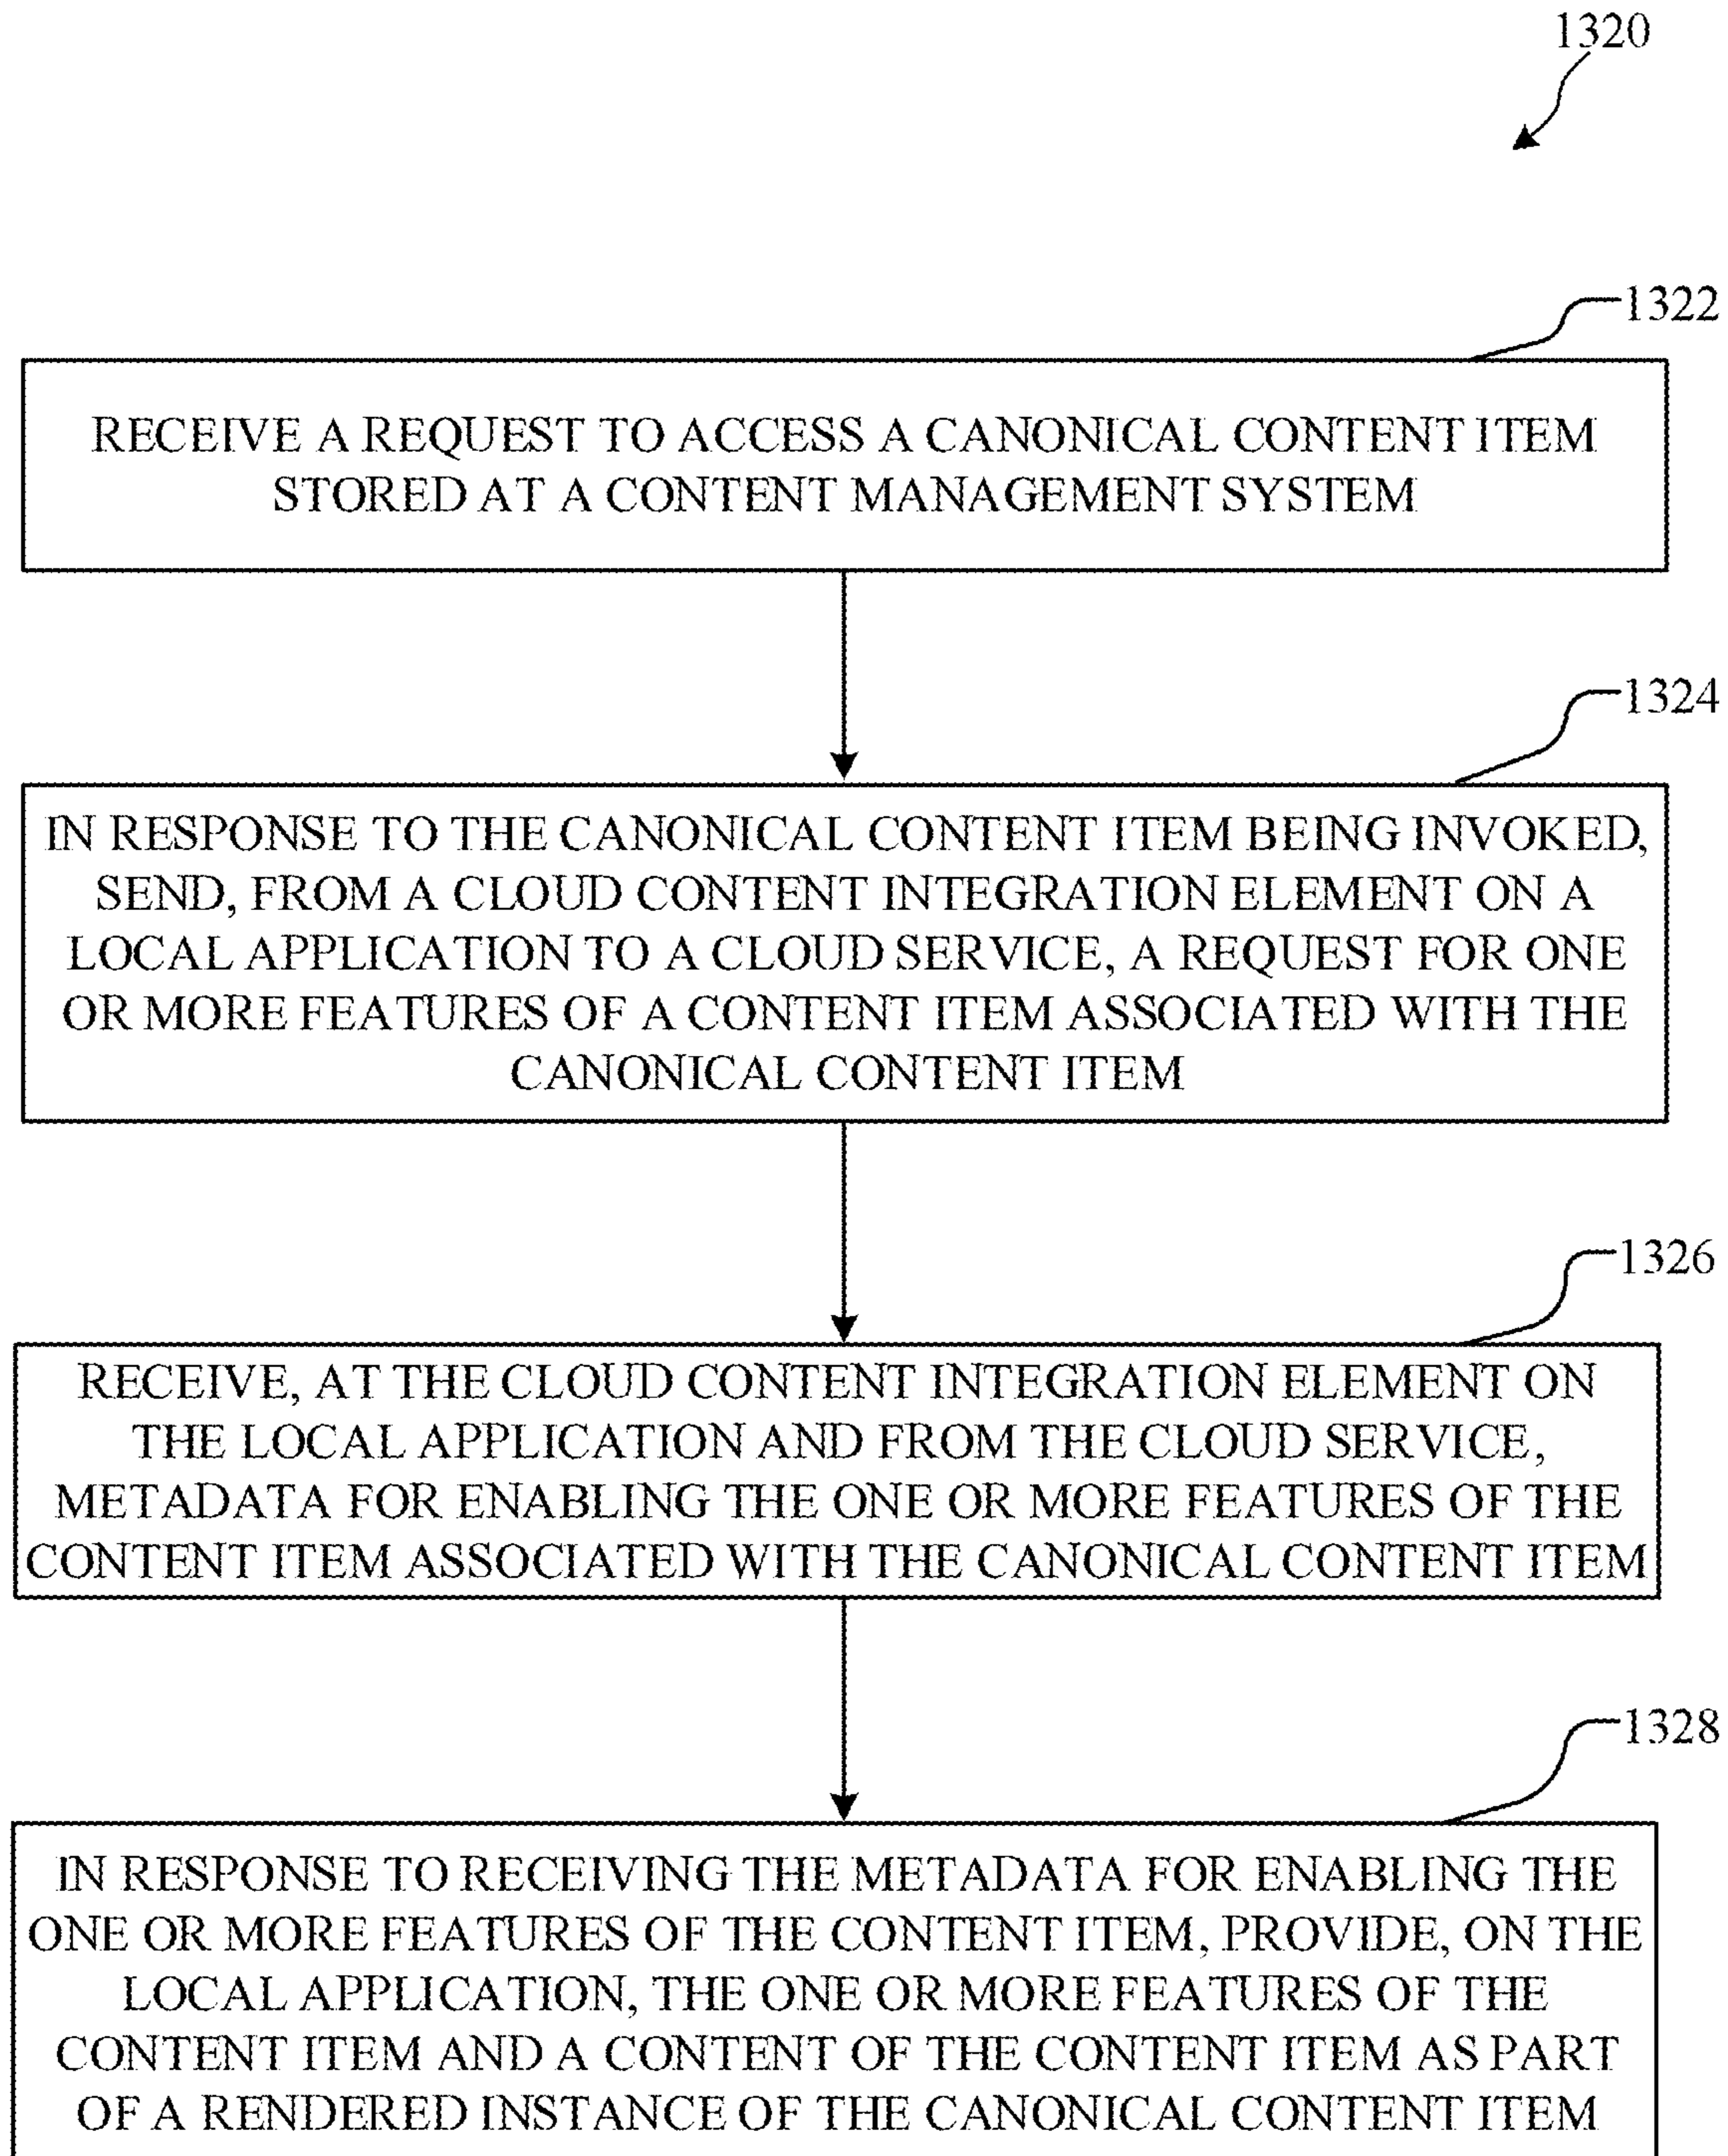 1320
1322
RECEIVE A REQUEST TO ACCESS A CANONICAL CONTENT ITEM
STORED AT A CONTENT MANAGEMENT SYSTEM
1324
IN RESPONSE TO THE CANONICAL CONTENT ITEM BEING INVOKED,
SEND, FROM A CLOUD CONTENT INTEGRATION ELEMENT ON A
LOCAL APPLICATION TO A CLOUD SERVICE, A REQUEST FOR ONE
OR MORE FEATURES OF A CONTENT ITEM ASSOCIATED WITH THE
CANONICAL CONTENT ITEM
1326
RECEIVE, AT THE CLOUD CONTENT INTEGRATION ELEMENT ON
THE LOCAL APPLICATION AND FROM THE CLOUD SERVICE,
METADATA FOR ENABLING THE ONE OR MORE FEATURES OF THE
CONTENT ITEM ASSOCIATED WITH THE CANONICAL CONTENT ITEM
1328
IN RESPONSE TO RECEIVING THE METADATA FOR ENABLING THE
ONE OR MORE FEATURES OF THE CONTENT ITEM, PROVIDE, ON THE
LOCAL APPLICATION, THE ONE OR MORE FEATURES OF THE
CONTENT ITEM AND A CONTENT OF THE CONTENT ITEM AS PART
OF A RENDERED INSTANCE OF THE CANONICAL CONTENT ITEM